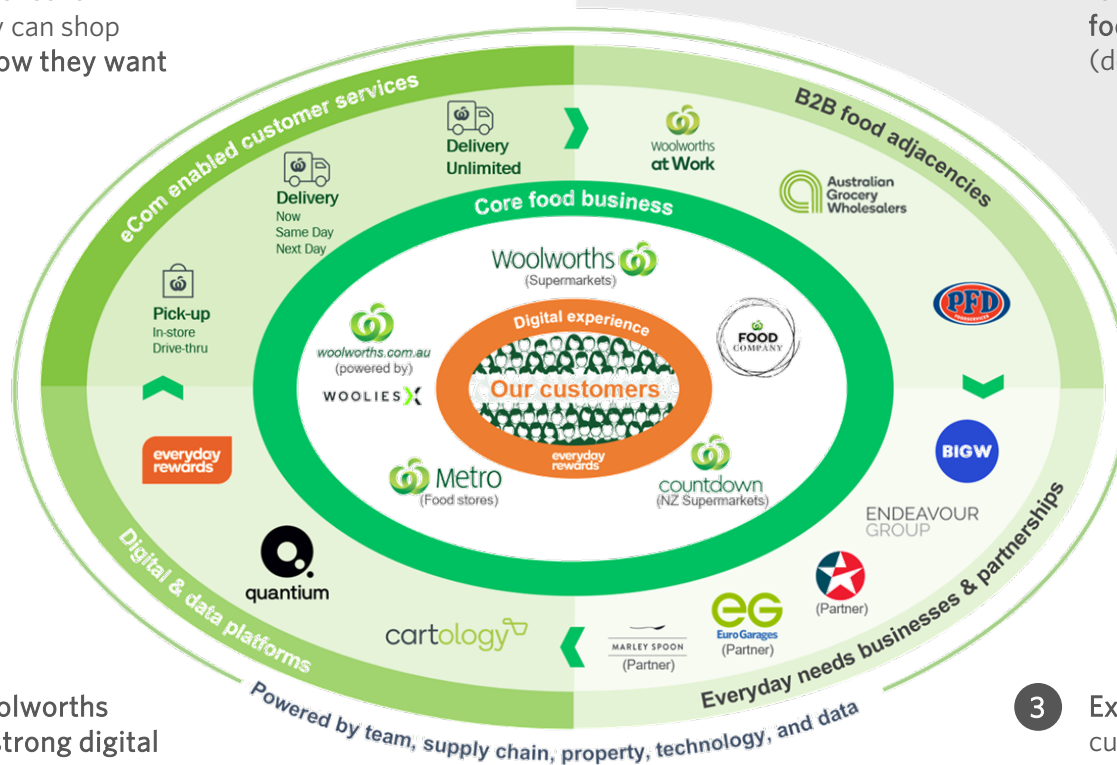 y can shop
ow they want
foo
(d
eCom enabled customer services
B2B food adjacencies
Delivery
Unlimited
woolworths
at Work
Delivery
Now
Same Day
Next Day
Australian
Grocery
Wholesalers
Core food business
Woolworths
(Supermarkets)
Pick-up
In-store
Drive-thru
PFD
FOODSERVICES
woolworths.com.au
(powered by)
WOOLIESX
Digital experience
Our customers
everyday
rewards
FOOD
COMPANY
Metro
(Food stores)
countdown
(NZ Supermarkets)
everyday
rewards
BIGW
ENDEAVOUR
GROUP
quantium
cartology
(Partner)
eG
Euro Garages
(Partner)
MARLEY SPOON
(Partner)
Digital & data platforms
Everyday needs businesses & partnerships
Powered by team, supply chain, property, technology, and data
olworths
strong digital
3
Ex
cu